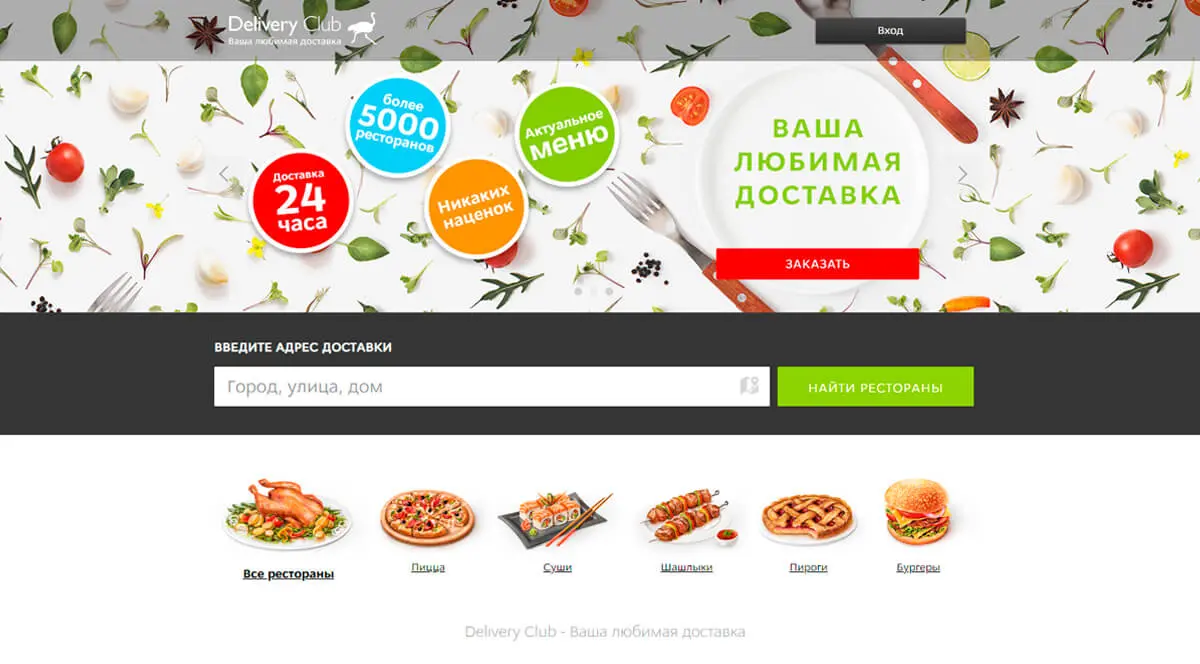 Delivery Club
Ваша любимая доставка
Вход
более
5000
ресторанов
Актуальное
меню
Доставка
24
часа
Никаких
наценок
ВАША
ЛЮБИМАЯ
ДОСТАВКА
ЗАКАЗАТЬ
ВВЕДИТЕ АДРЕС ДОСТАВКИ
Город, улица, дом
НАЙТИ РЕСТОРАНЫ
Все рестораны
Пицца
Суши
Шашлыки
Пироги
Бургеры
Delivery Club - Ваша любимая доставка